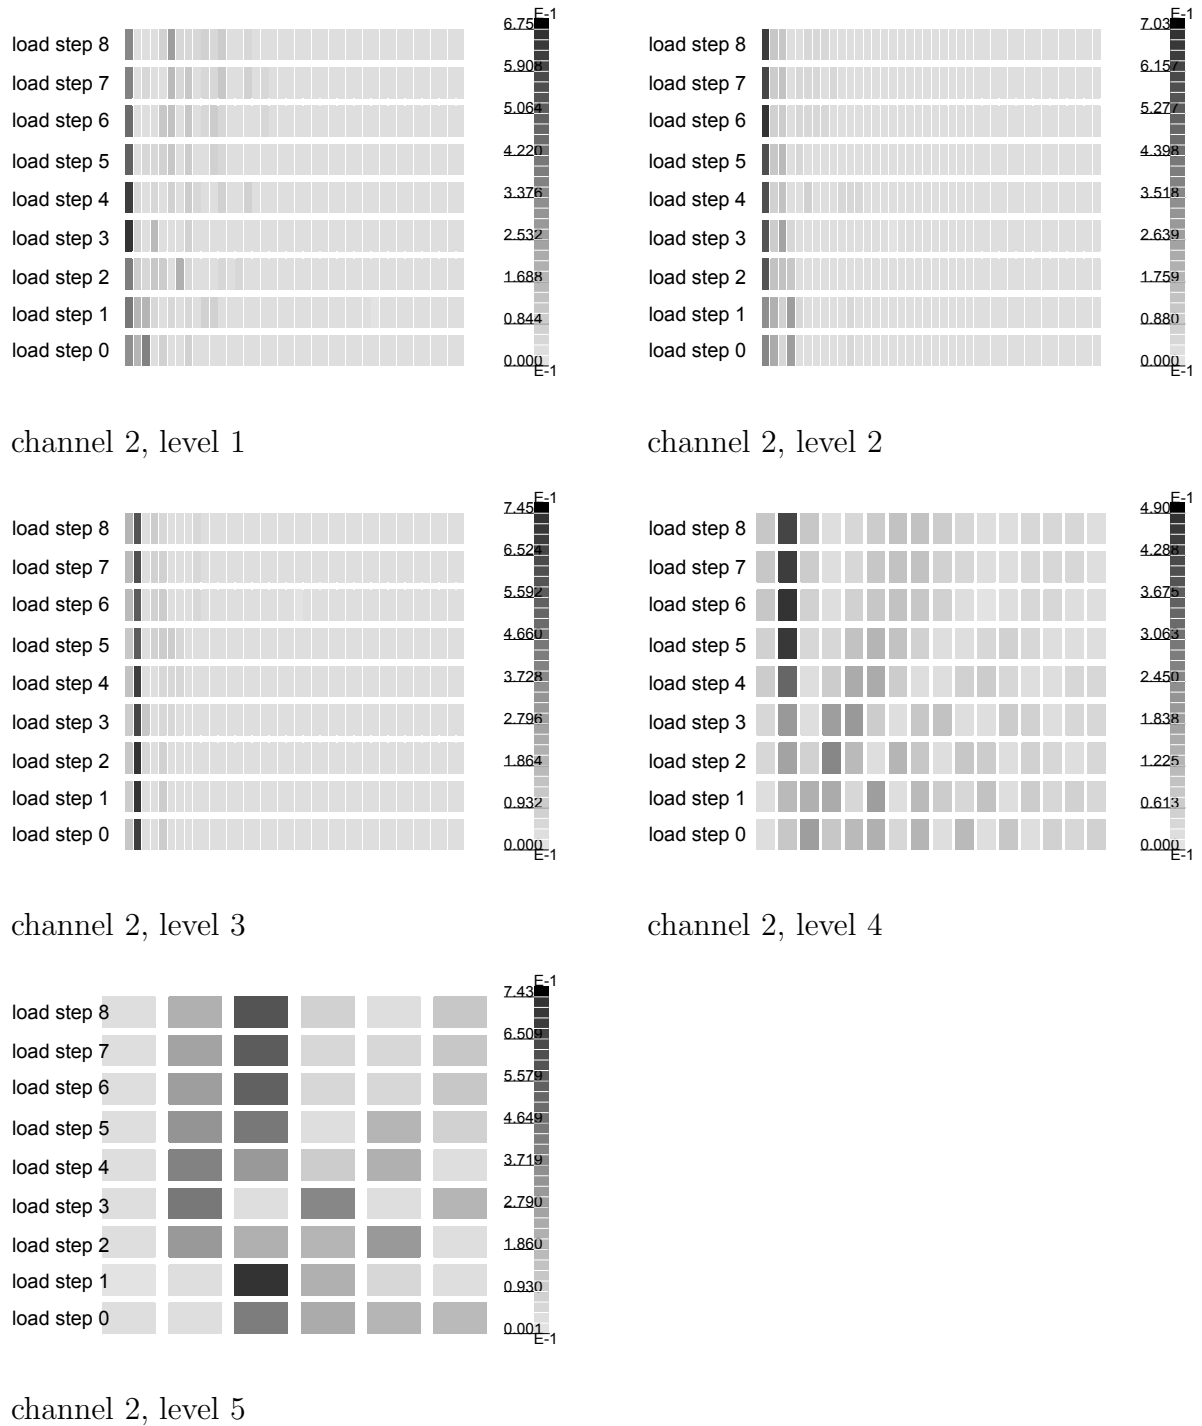 E-1
6.75
load step 8
5.908
load step 7
5.064
load step 6
4.220
load step 5
3.376
load step 4
2.532
load step 3
1.688
load step 2
0.844
load step 1
0.000
load step 0
E-1
channel 2, level 1
E-1
7.03
load step 8
6.157
load step 7
5.277
load step 6
4.398
load step 5
3.518
load step 4
2.639
load step 3
1.759
load step 2
0.880
load step 1
0.000
load step 0
E-1
channel 2, level 2
E-1
7.45
load step 8
6.524
load step 7
5.592
load step 6
4.660
load step 5
3.728
load step 4
2.796
load step 3
1.864
load step 2
0.932
load step 1
0.000
load step 0
E-1
channel 2, level 3
E-1
4.90
load step 8
4.288
load step 7
3.675
load step 6
3.063
load step 5
2.450
load step 4
1.838
load step 3
1.225
load step 2
0.613
load step 1
0.000
load step 0
E-1
channel 2, level 4
E-1
7.43
load step 8
6.509
load step 7
5.579
load step 6
4.649
load step 5
3.719
load step 4
2.790
load step 3
1.860
load step 2
0.930
load step 1
0.001
load step 0
E-1
channel 2, level 5